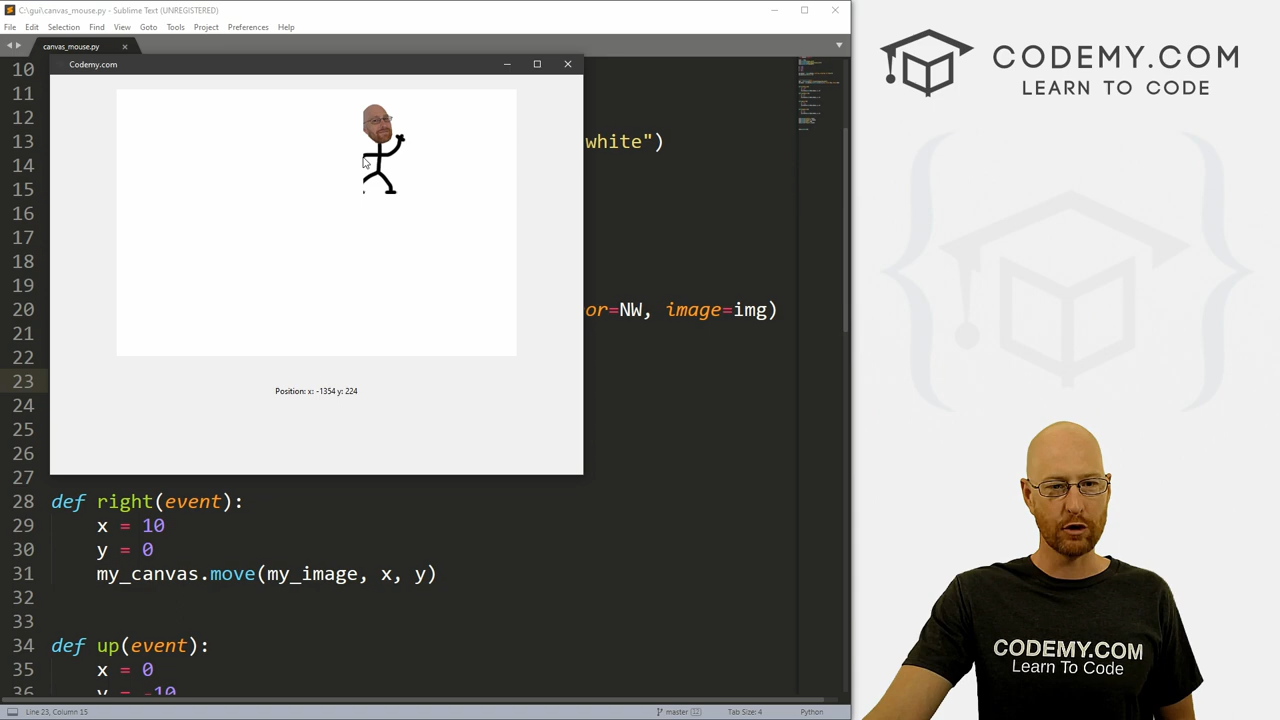 C:\gui\canvas_mouse.py - Sublime Text (UNREGISTERED)
File Edit Selection Find View Goto Tools Project Preferences Help
canvas_mouse.py
Codemy.com
10
11
12
13 white")
14
15
16
17
18
19
20 or=NW, image=img)
21
22
23
24
25
26
27
28 def right(event):
29 x = 10
30 y = 0
31 my_canvas.move(my_image, x, y)
32
33
34 def up(event):
35 x = 0
36 y = -10
Position: x: -1354 y: 224
Line 23, Column 15
master 12
Tab Size: 4
Python
CODEMY.COM
LEARN TO CODE
CODEMY.COM
Learn To Code